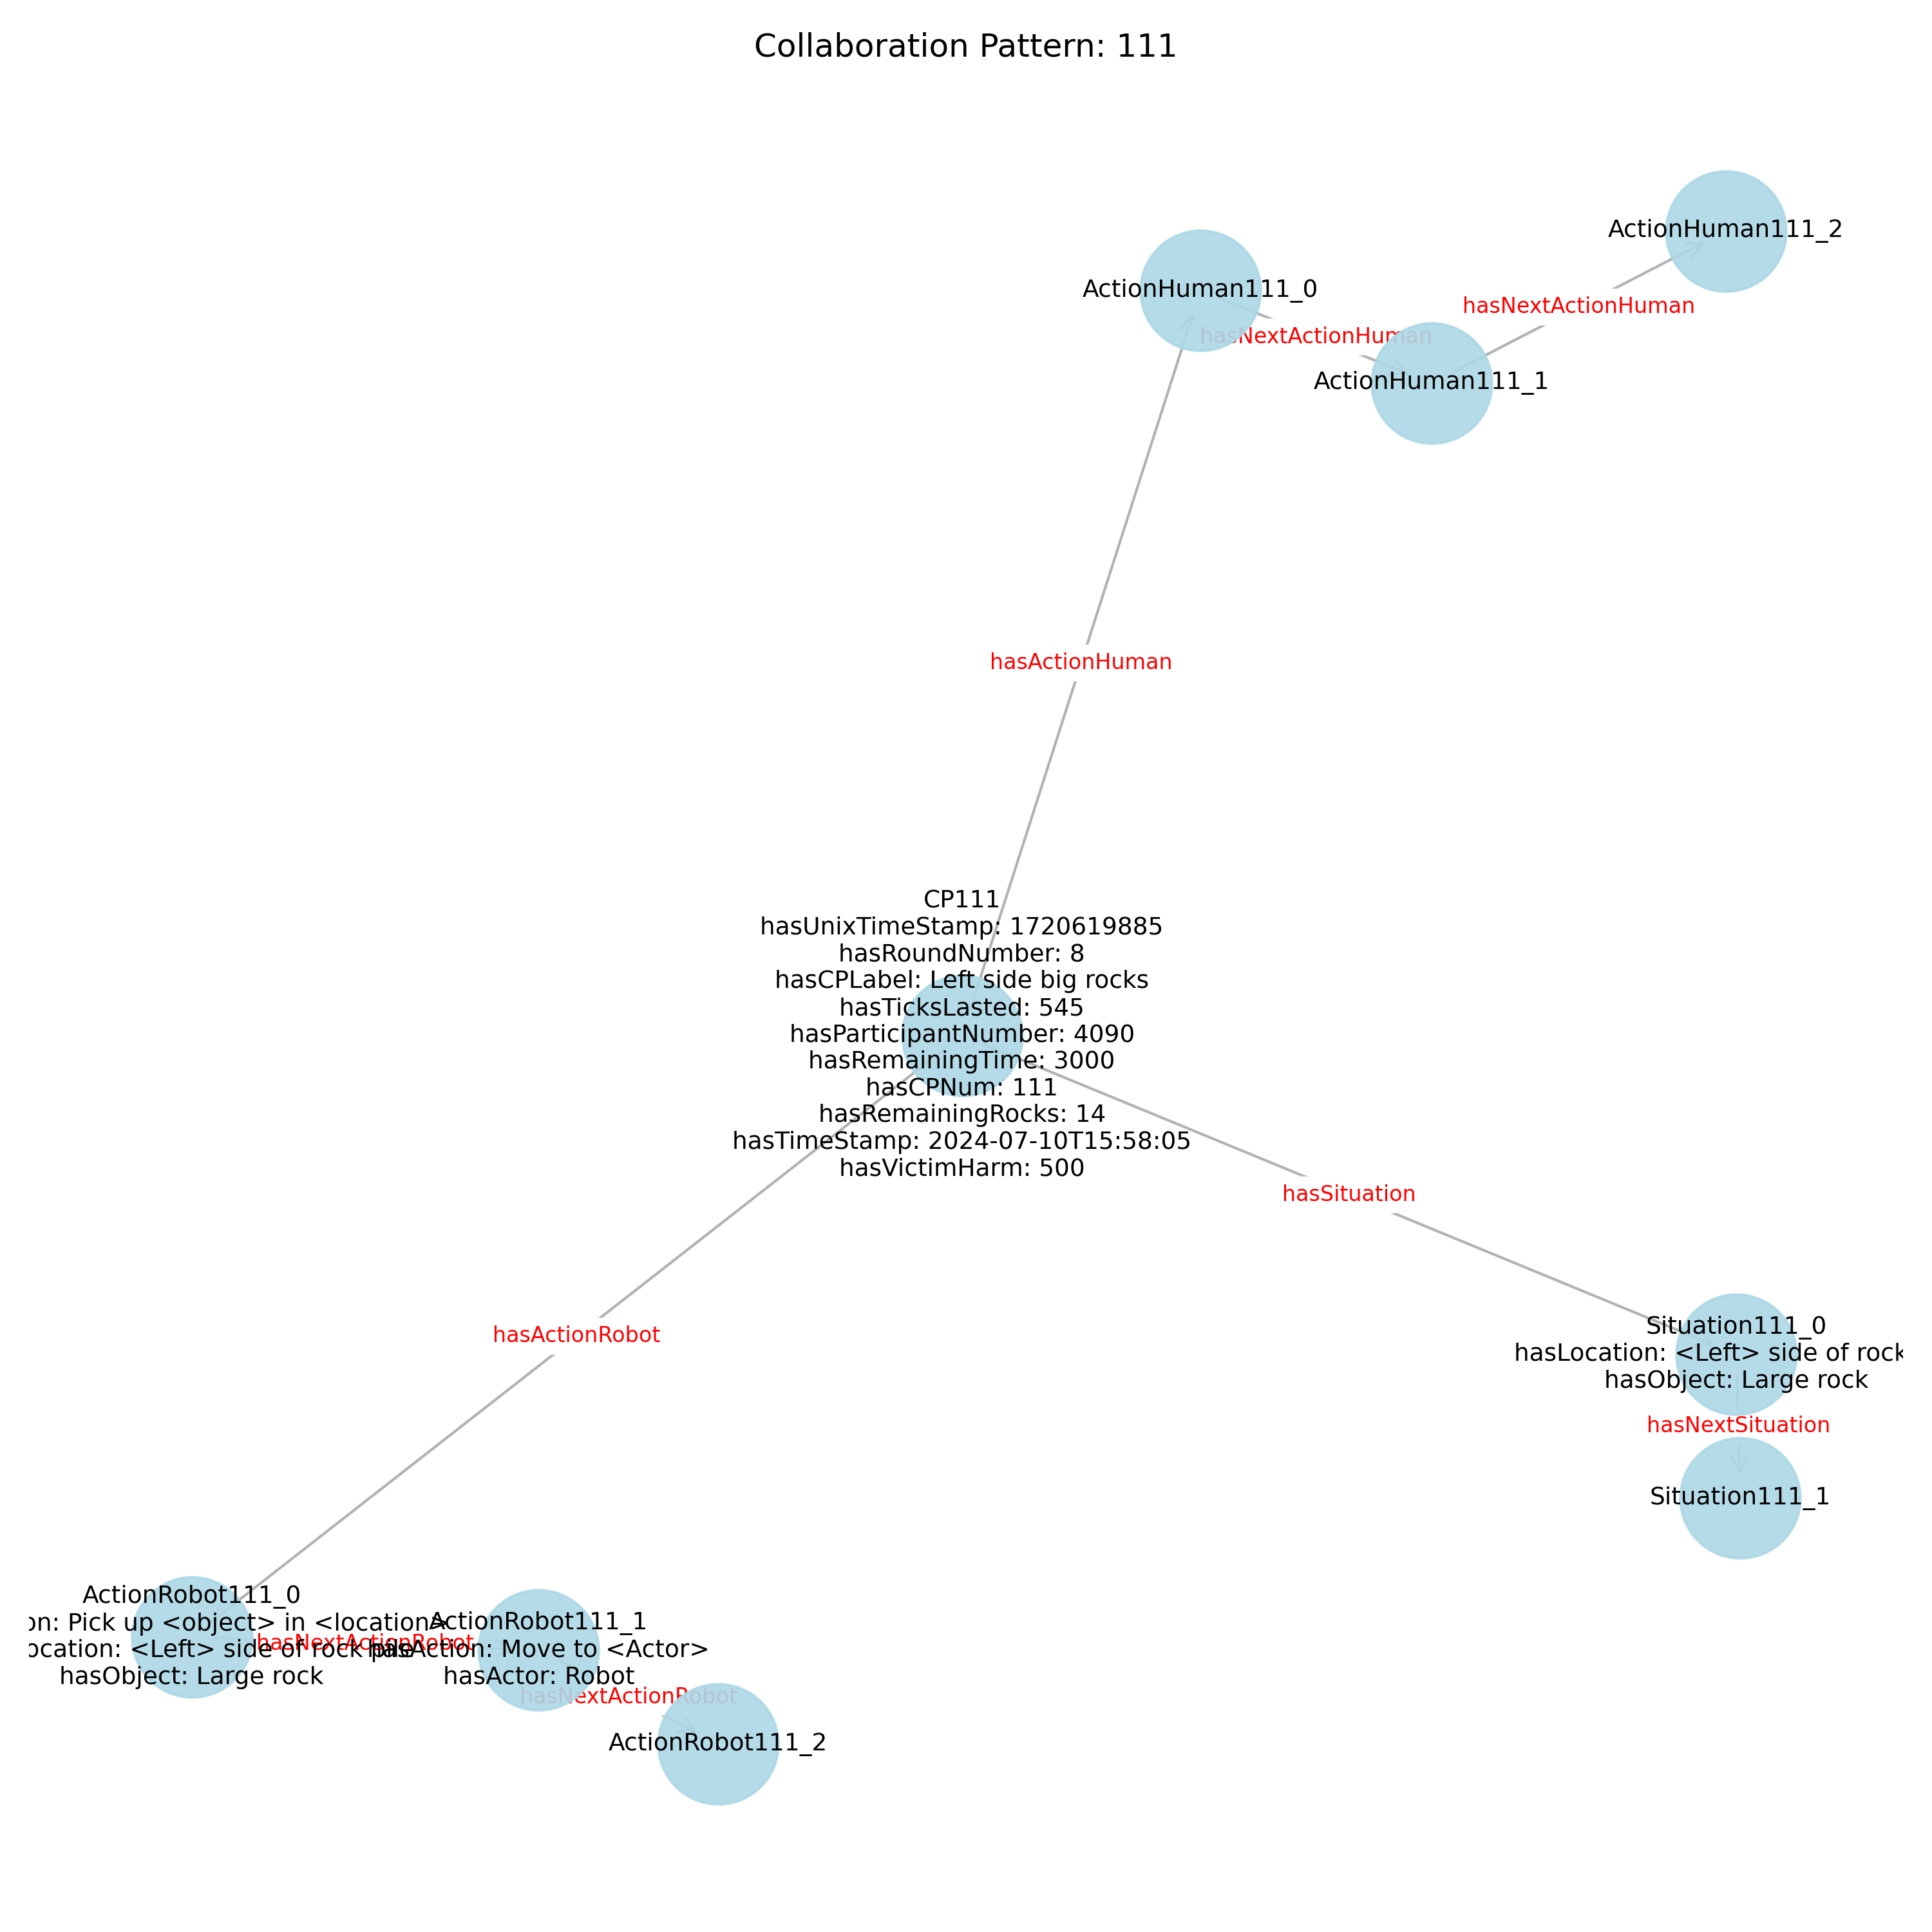 Collaboration Pattern: 111
ActionHuman111_2
ActionHuman111_0
hasNextActionHuman
hasNextActionHuman
ActionHuman111_1
hasActionHuman
CP111
hasUnixTimeStamp: 1720619885
hasRoundNumber: 8
hasCPLabel: Left side big rocks
hasTicksLasted: 545
hasParticipantNumber: 4090
hasRemainingTime: 3000
hasCPNum: 111
hasRemainingRocks: 14
hasTimeStamp: 2024-07-10T15:58:05
hasVictimHarm: 500
hasSituation
hasActionRobot
Situation111_0
hasLocation: <Left> side of rock
hasObject: Large rock
hasNextSituation
Situation111_1
ActionRobot111_0
on: Pick up <object> in <location>
ocation: <Left> side of rock pile
hasObject: Large rock
hasNextActionRobot
ActionRobot111_1
hasAction: Move to <Actor>
hasActor: Robot
hasNextActionRobot
ActionRobot111_2